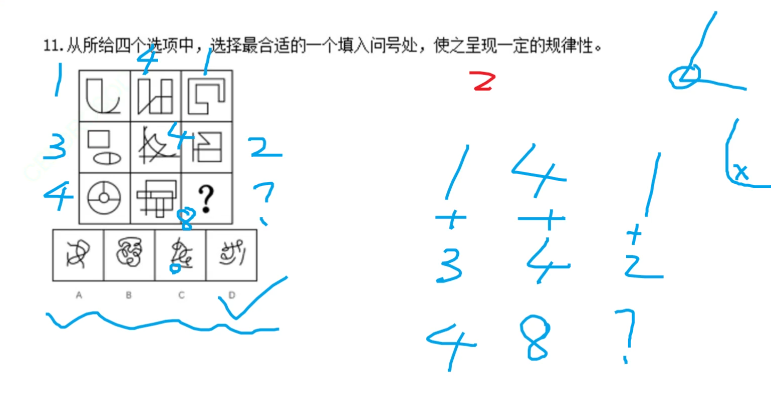 11.从所给四个选项中，选择最合适的一个填入问号处，使之呈现一定的规律性。
1 4 1
3 4 2
4 8 ?
?
A B C D
2
1 4 1
+ + +
3 4 2
4 8 ?
x